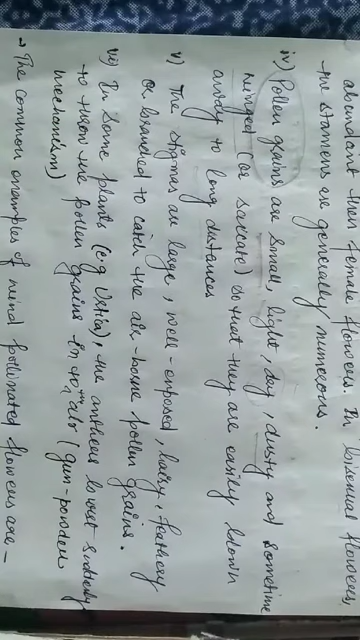 abundant then female flowers. In bisexual flowers,
the stamens are generally numerous.
iv) Pollen grains are small, light, dry, dusty and sometime
winged (or saccate) so that they are easily blown
away to long distances
v) The stigmas are large, well-exposed, hairy, feathery
or branched to catch the air-borne pollen grains.
vi) In some plants (e.g Urtica), the anthers burst suddenly
to throw the pollen grains into the air (gun-powder
mechanism)
→ The common examples of wind pollinated flowers are –